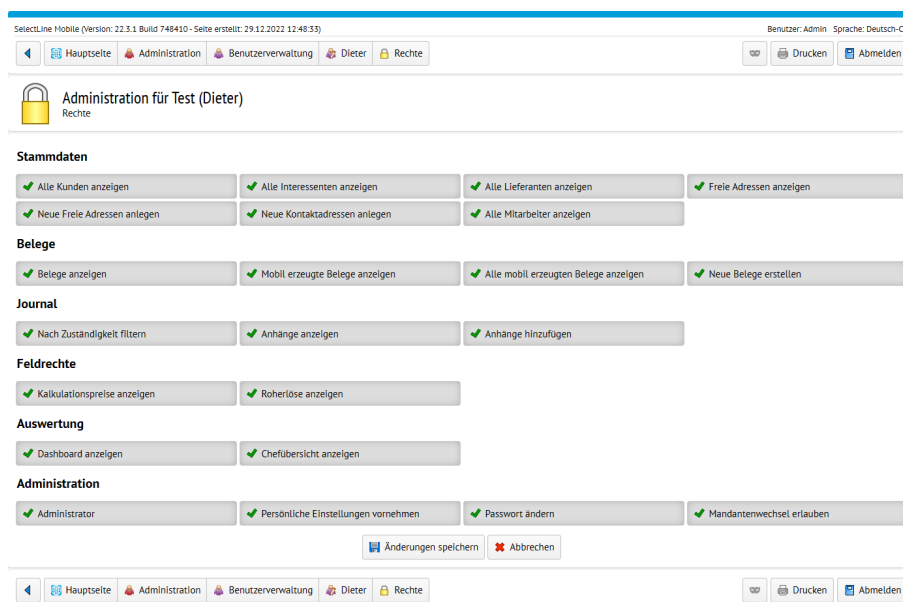 SelectLine Mobile (Version: 22.3.1 Build 748410 - Seite erstellt: 29.12.2022 12:48:33) Benutzer: Admin Sprache: Deutsch-C
Hauptseite Administration Benutzerverwaltung Dieter Rechte Drucken Abmelden
Administration für Test (Dieter)
Rechte
Stammdaten
Alle Kunden anzeigen Alle Interessenten anzeigen Alle Lieferanten anzeigen Freie Adressen anzeigen
Neue Freie Adressen anlegen Neue Kontaktadressen anlegen Alle Mitarbeiter anzeigen
Belege
Belege anzeigen Mobil erzeugte Belege anzeigen Alle mobil erzeugten Belege anzeigen Neue Belege erstellen
Journal
Nach Zuständigkeit filtern Anhänge anzeigen Anhänge hinzufügen
Feldrechte
Kalkulationspreise anzeigen Roherlöse anzeigen
Auswertung
Dashboard anzeigen Chefübersicht anzeigen
Administration
Administrator Persönliche Einstellungen vornehmen Passwort ändern Mandantenwechsel erlauben
Änderungen speichern Abbrechen
Hauptseite Administration Benutzerverwaltung Dieter Rechte Drucken Abmelden